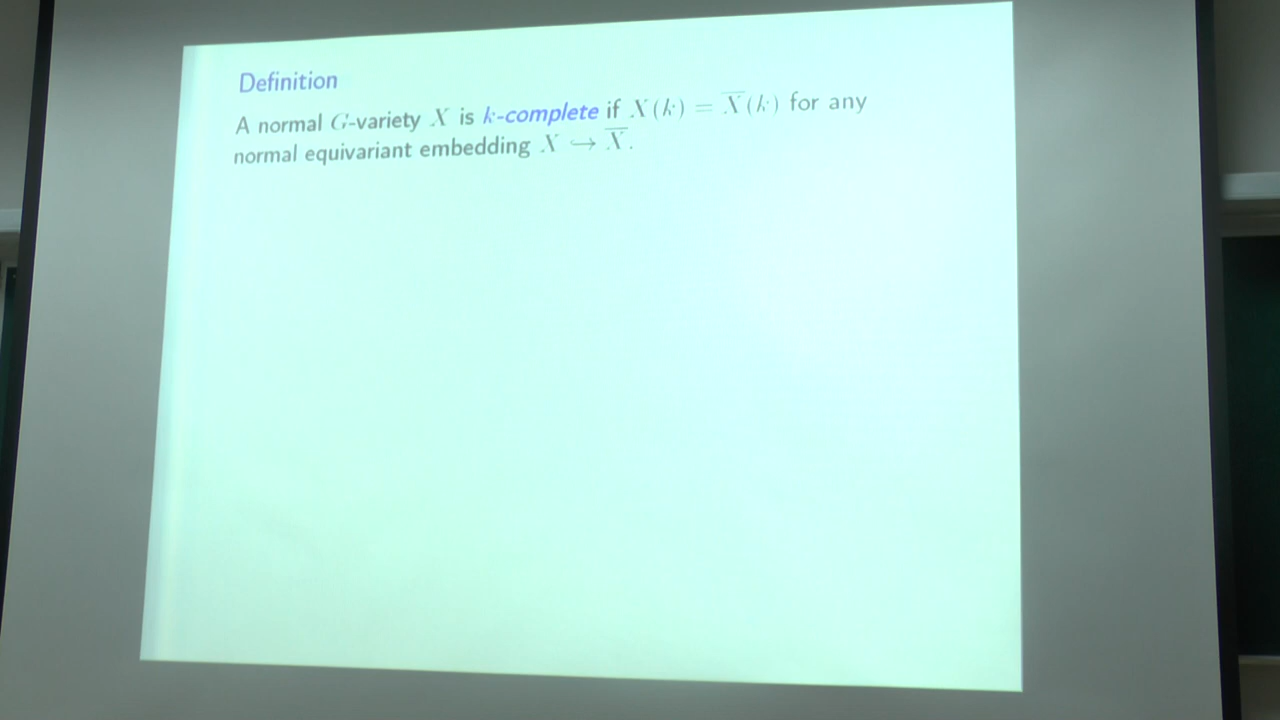 Definition
A normal G-variety X is k-complete if X(k) = X̅(k) for any
normal equivariant embedding X ↪ X̅.